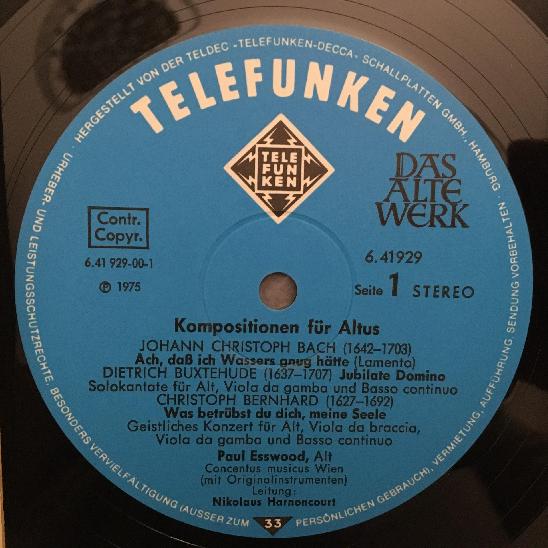 HERGESTELLT VON DER TELDEC -TELEFUNKEN-DECCA- SCHALLPLATTEN GMBH., HAMBURG ·
TELEFUNKEN
TELE
FUN
KEN
DAS
ALTE
WERK
Contr.
Copyr.
6.41 929-00-1
℗ 1975
6.41929
Seite 1 STEREO
Kompositionen für Altus
JOHANN CHRISTOPH BACH (1642-1703)
Ach, daß ich Wassers gnug hätte (Lamento)
DIETRICH BUXTEHUDE (1637-1707) Jubilate Domino
Solokantate für Alt, Viola da gamba und Basso continuo
CHRISTOPH BERNHARD (1627-1692)
Was betrübst du dich, meine Seele
Geistliches Konzert für Alt, Viola da braccia,
Viola da gamba und Basso continuo
Paul Esswood, Alt
Concentus musicus Wien
(mit Originalinstrumenten)
Leitung:
Nikolaus Harnoncourt
33
URHEBER- UND LEISTUNGSSCHUTZRECHTE, BESONDERS VERVIELFÄLTIGUNG (AUSSER ZUM PERSÖNLICHEN GEBRAUCH), VERMIETUNG, AUFFÜHRUNG, SENDUNG VORBEHALTEN.